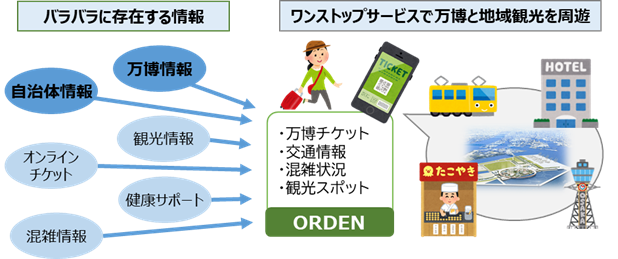 バラバラに存在する情報
ワンストップサービスで万博と地域観光を周遊
万博情報
自治体情報
観光情報
オンライン
チケット
健康サポート
混雑情報
TICKET
・万博チケット
・交通情報
・混雑状況
・観光スポット
ORDEN
HOTEL
たこやき